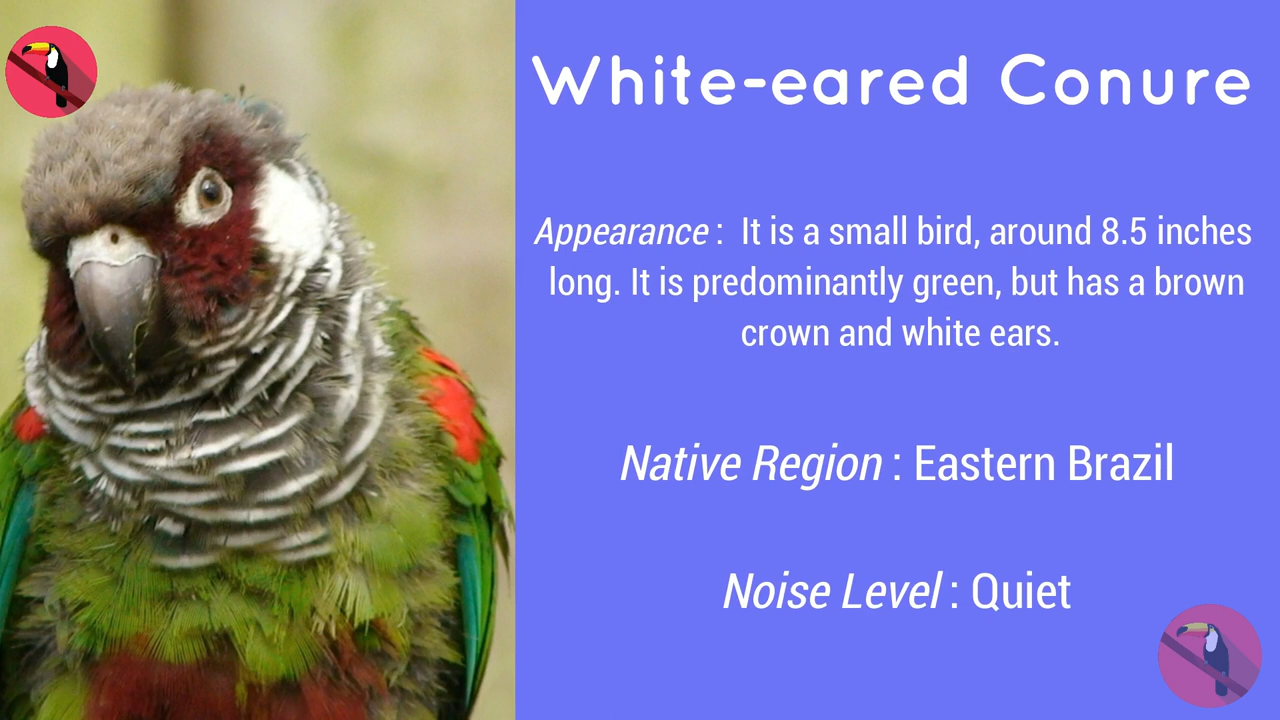 White-eared Conure
Appearance :  It is a small bird, around 8.5 inches
long. It is predominantly green, but has a brown
crown and white ears.
Native Region : Eastern Brazil
Noise Level : Quiet